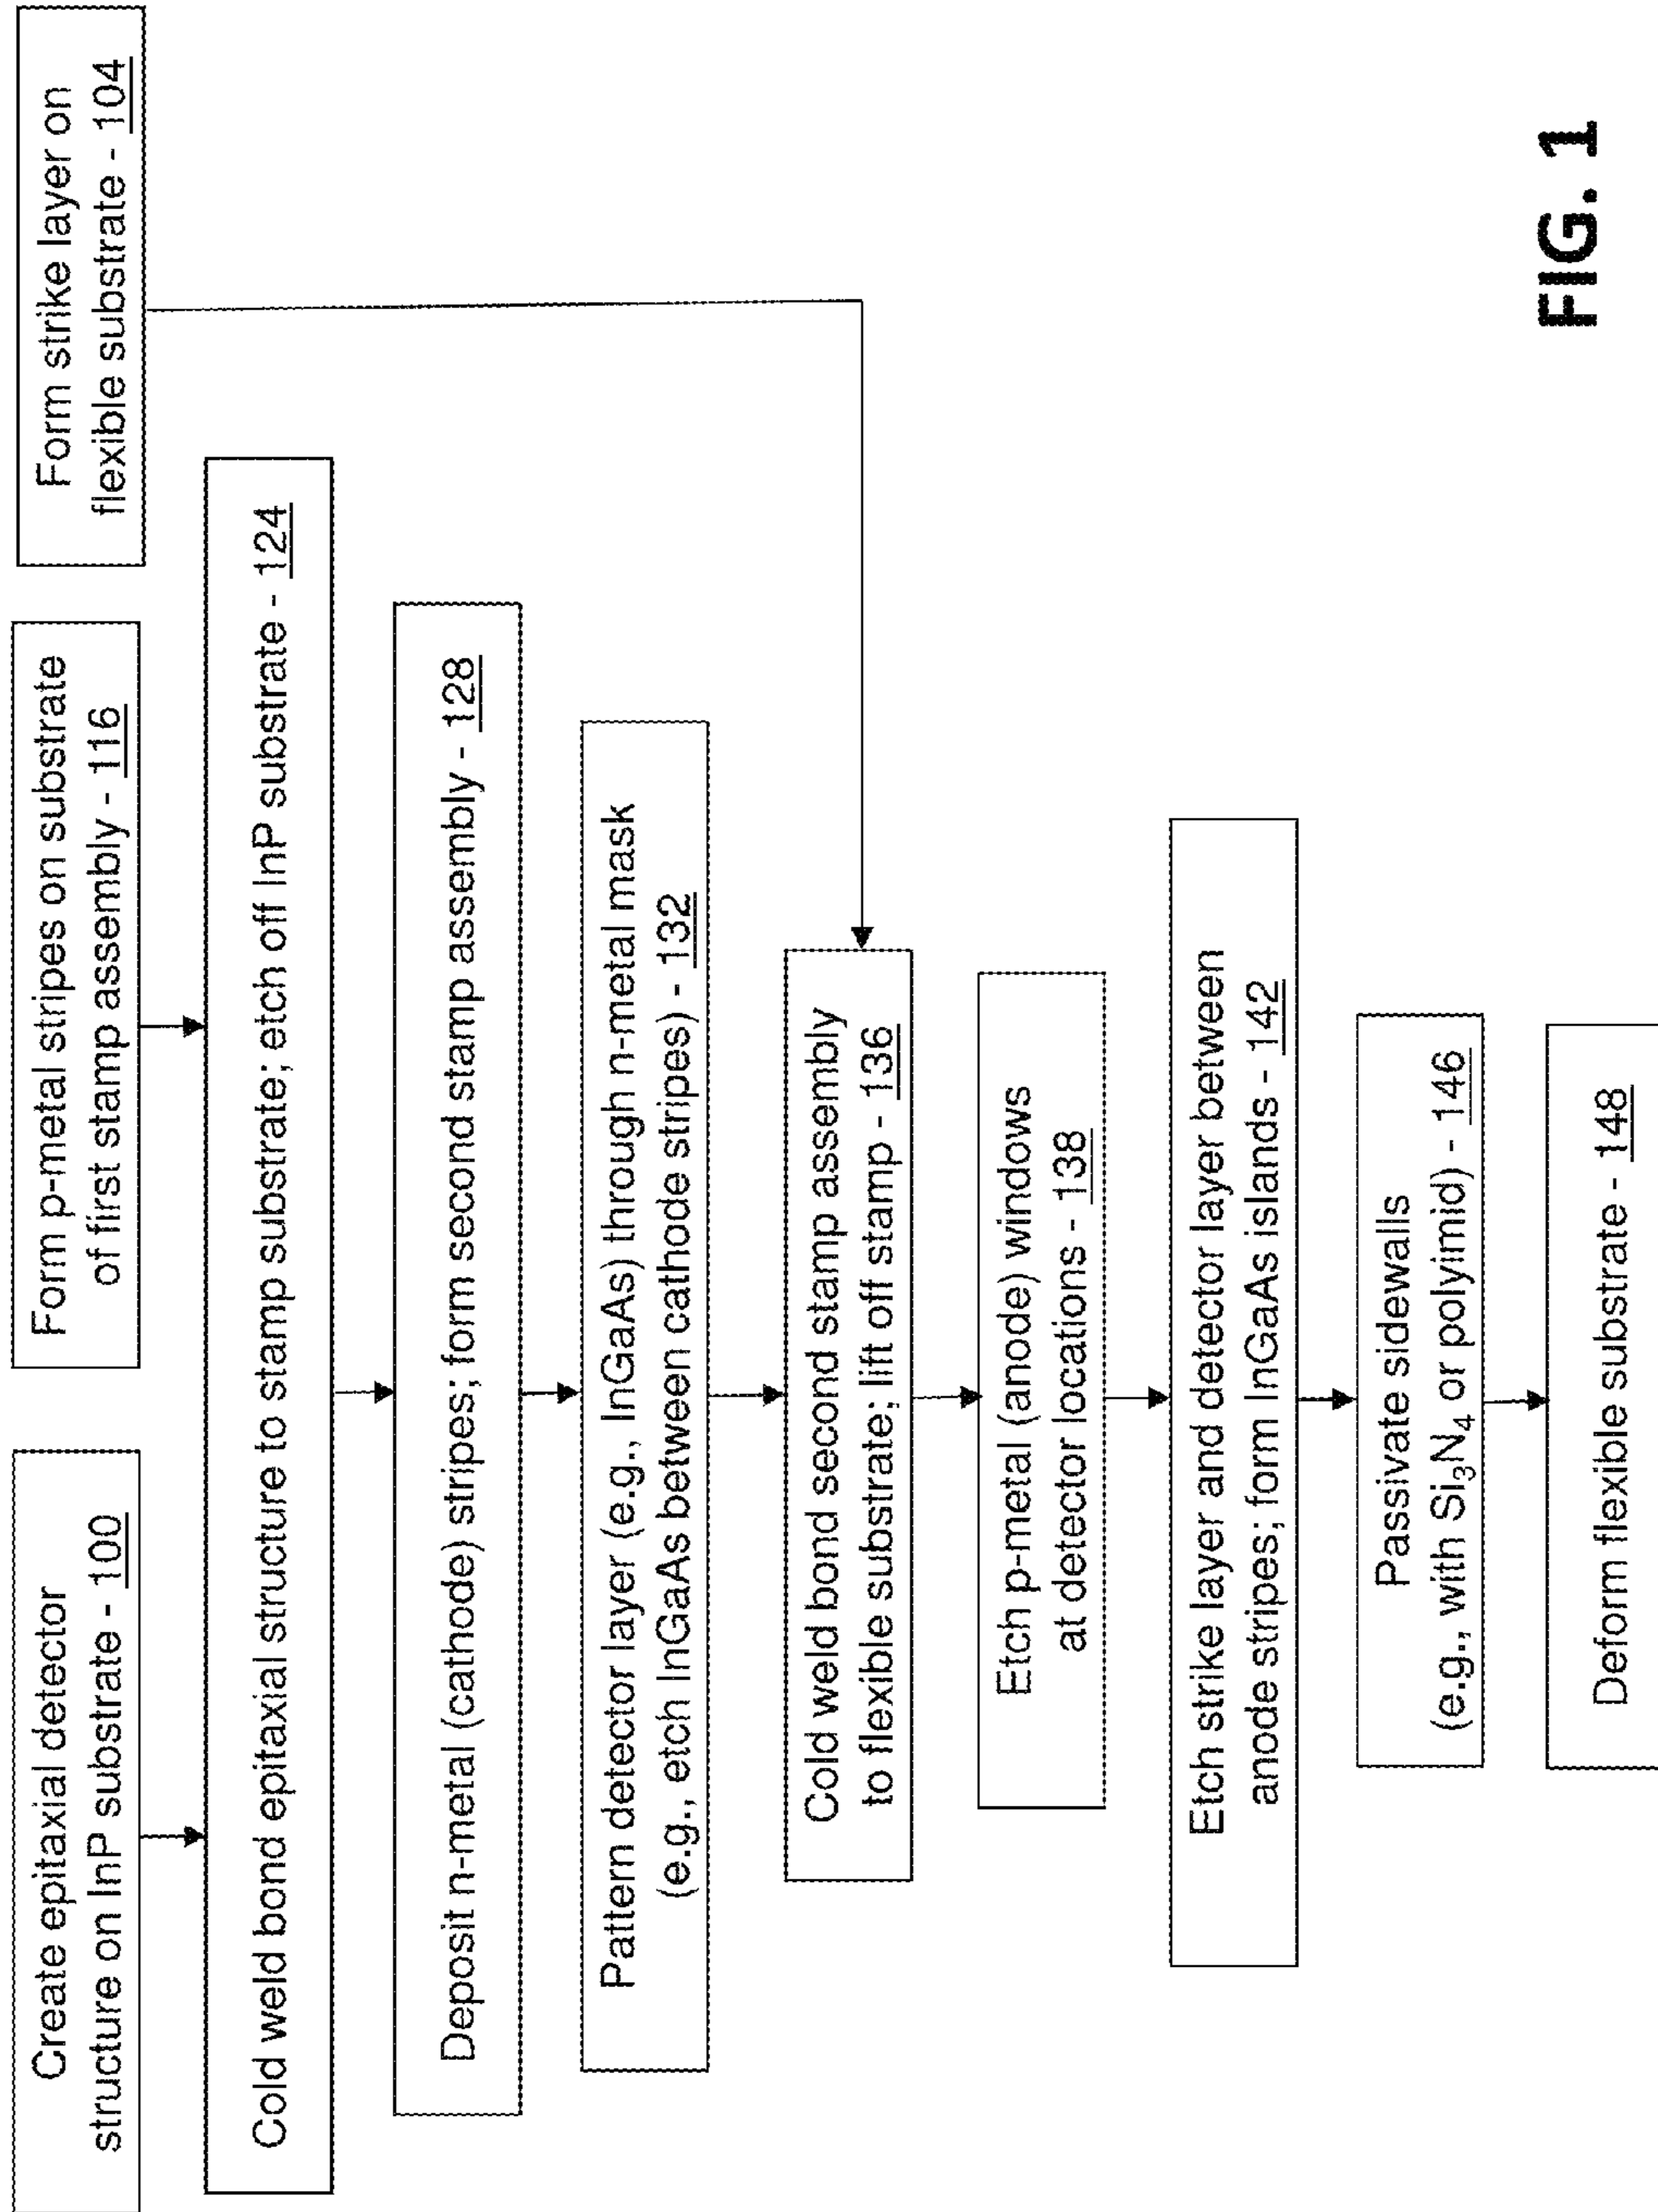 Create epitaxial detector
structure on InP substrate - 100
Form p-metal stripes on substrate
of first stamp assembly - 116
Form strike layer on
flexible substrate - 104
Cold weld bond epitaxial structure to stamp substrate; etch off InP substrate - 124
Deposit n-metal (cathode) stripes; form second stamp assembly - 128
Pattern detector layer (e.g., InGaAs) through n-metal mask
(e.g., etch InGaAs between cathode stripes) - 132
Cold weld bond second stamp assembly
to flexible substrate; lift off stamp - 136
Etch p-metal (anode) windows
at detector locations - 138
Etch strike layer and detector layer between
anode stripes; form InGaAs islands - 142
Passivate sidewalls
(e.g., with Si₃N₄ or polyimid) - 146
Deform flexible substrate - 148
FIG. 1